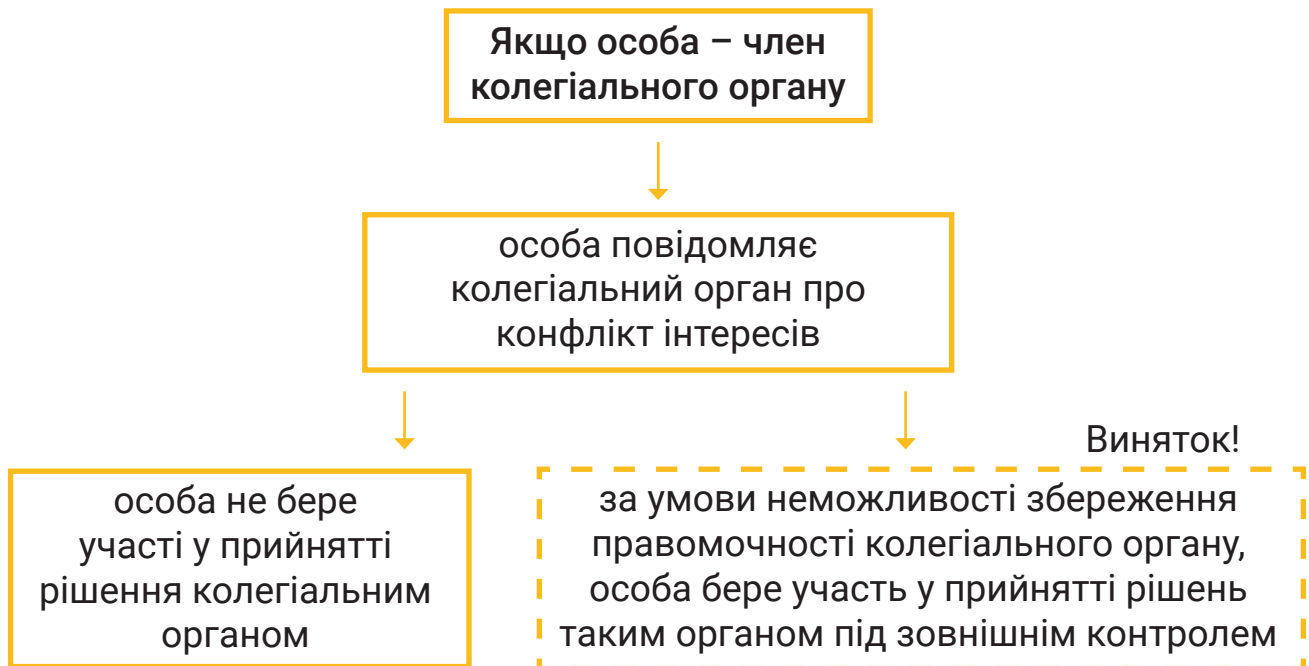 Якщо особа – член
колегіального органу
особа повідомляє
колегіальний орган про
конфлікт інтересів
особа не бере
участі у прийнятті
рішення колегіальним
органом
Виняток!
за умови неможливості збереження
правомочності колегіального органу,
особа бере участь у прийнятті рішень
таким органом під зовнішнім контролем